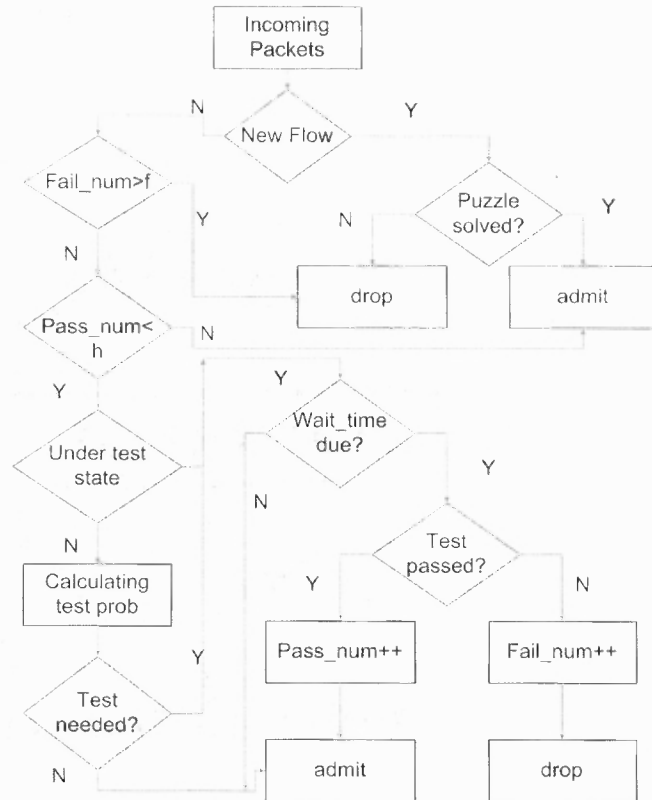 Incoming
Packets
N
Y
New Flow
Fail_num>f
Puzzle
solved?
Y
N
Y
N
drop
admit
Pass_num<
h
N
Y
Y
Wait_time
due?
Under test
state
N
Y
N
Test
passed?
Calculating
test prob
Y
N
Pass_num++
Fail_num++
Y
Test
needed?
N
admit
drop